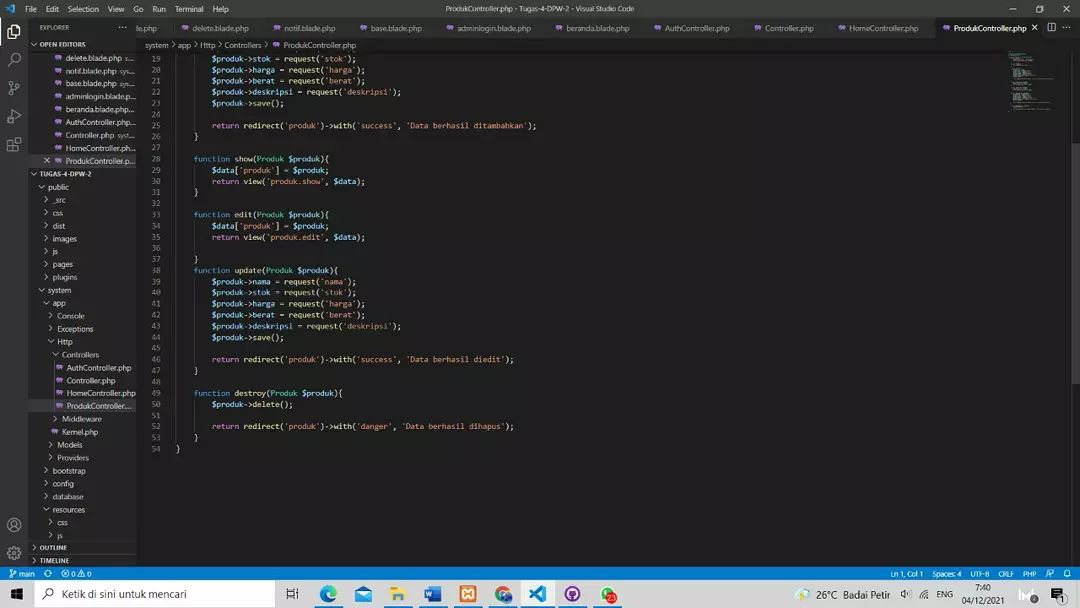 File Edit Selection View Go Run Terminal Help
ProdukController.php - Tugas-4-DPW-2 - Visual Studio Code
EXPLORER ...
de.php delete.blade.php notif.blade.php base.blade.php adminlogin.blade.php beranda.blade.php AuthController.php Controller.php HomeController.php ProdukController.php
system > app > Http > Controllers > ProdukController.php
OPEN EDITORS
delete.blade.php s...
notif.blade.php sys...
base.blade.php sys...
adminlogin.blade.p...
beranda.blade.php...
AuthController.php...
Controller.php syst...
HomeController.ph...
ProdukController.p...
TUGAS-4-DPW-2
public
_src
css
dist
images
js
pages
plugins
system
app
Console
Exceptions
Http
Controllers
AuthController.php
Controller.php
HomeController.php
ProdukController....
Middleware
Kernel.php
Models
Providers
bootstrap
config
database
resources
css
js
OUTLINE
TIMELINE
19 $produk->stok = request('stok');
20 $produk->harga = request('harga');
21 $produk->berat = request('berat');
22 $produk->deskripsi = request('deskripsi');
23 $produk->save();
24
25 return redirect('produk')->with('success', 'Data berhasil ditambahkan');
26 }
27
28 function show(Produk $produk){
29 $data['produk'] = $produk;
30 return view('produk.show', $data);
31 }
32
33 function edit(Produk $produk){
34 $data['produk'] = $produk;
35 return view('produk.edit', $data);
36
37 }
38 function update(Produk $produk){
39 $produk->nama = request('nama');
40 $produk->stok = request('stok');
41 $produk->harga = request('harga');
42 $produk->berat = request('berat');
43 $produk->deskripsi = request('deskripsi');
44 $produk->save();
45
46 return redirect('produk')->with('success', 'Data berhasil diedit');
47 }
48
49 function destroy(Produk $produk){
50 $produk->delete();
51
52 return redirect('produk')->with('danger', 'Data berhasil dihapus');
53 }
54 }
main 0 0 Ln 1, Col 1 Spaces: 4 UTF-8 CRLF PHP
Ketik di sini untuk mencari
23
26°C Badai Petir ENG
7:40
04/12/2021
1